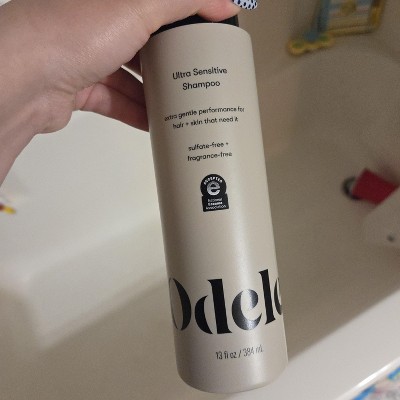 Ultra Sensitive
Shampoo
extra gentle performance for
hair + skin that need it
sulfate-free +
fragrance-free
ACCEPTED
e
National
Eczema
Association
Odele
13 fl oz / 384 mL